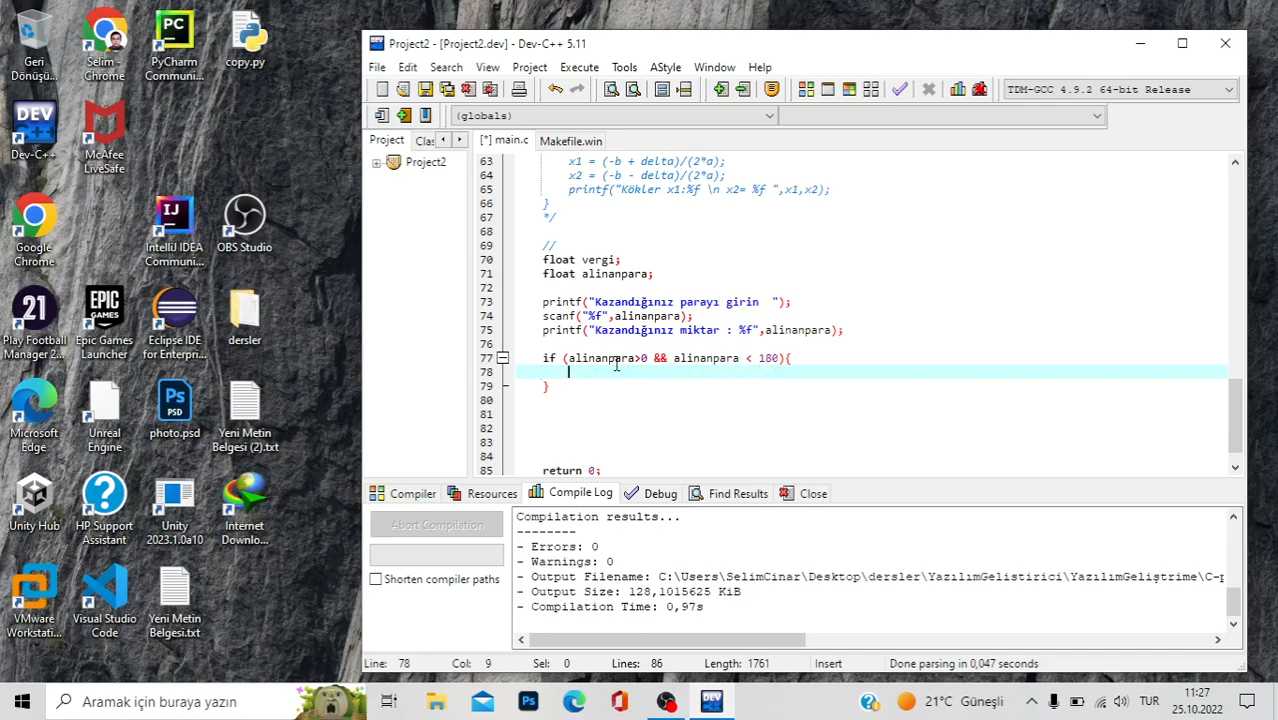 Geri
Dönüşü...
Selim -
Chrome
PyCharm
Communi...
copy.py
Dev-C++
McAfee
LiveSafe
Google
Chrome
IntelliJ IDEA
Communi...
OBS Studio
Play Football
Manager 2...
Epic Games
Launcher
Eclipse IDE
for Enterpri...
dersler
Microsoft
Edge
Unreal
Engine
photo.psd
Yeni Metin
Belgesi (2).txt
Unity Hub
HP Support
Assistant
Unity
2023.1.0a10
Internet
Downlo...
VMware
Workstati...
Visual Studio
Code
Yeni Metin
Belgesi.txt
Project2 - [Project2.dev] - Dev-C++ 5.11
File Edit Search View Project Execute Tools AStyle Window Help
TDM-GCC 4.9.2 64-bit Release
(globals)
Project Clas
[*] main.c Makefile.win
Project2
63 x1 = (-b + delta)/(2*a);
64 x2 = (-b - delta)/(2*a);
65 printf("Kökler x1:%f \n x2= %f ",x1,x2);
66 }
67 */
68
69 //
70 float vergi;
71 float alinanpara;
72
73 printf("Kazandığınız parayı girin  ");
74 scanf("%f",alinanpara);
75 printf("Kazandığınız miktar : %f",alinanpara);
76
77 if (alinanpara>0 && alinanpara < 180){
78
79 }
80
81
82
83
85 return 0;
Compiler Resources Compile Log Debug Find Results Close
Abort Compilation
Shorten compiler paths
Compilation results...
--------
- Errors: 0
- Warnings: 0
- Output Filename: C:\Users\SelimCinar\Desktop\dersler\YazılımGelistirici\YazılımGeliştrime\C-p
- Output Size: 128,1015625 KiB
- Compilation Time: 0,97s
Line: 78 Col: 9 Sel: 0 Lines: 86 Length: 1761 Insert Done parsing in 0,047 seconds
Aramak için buraya yazın
21°C Güneşli
TUR
11:27
25.10.2022